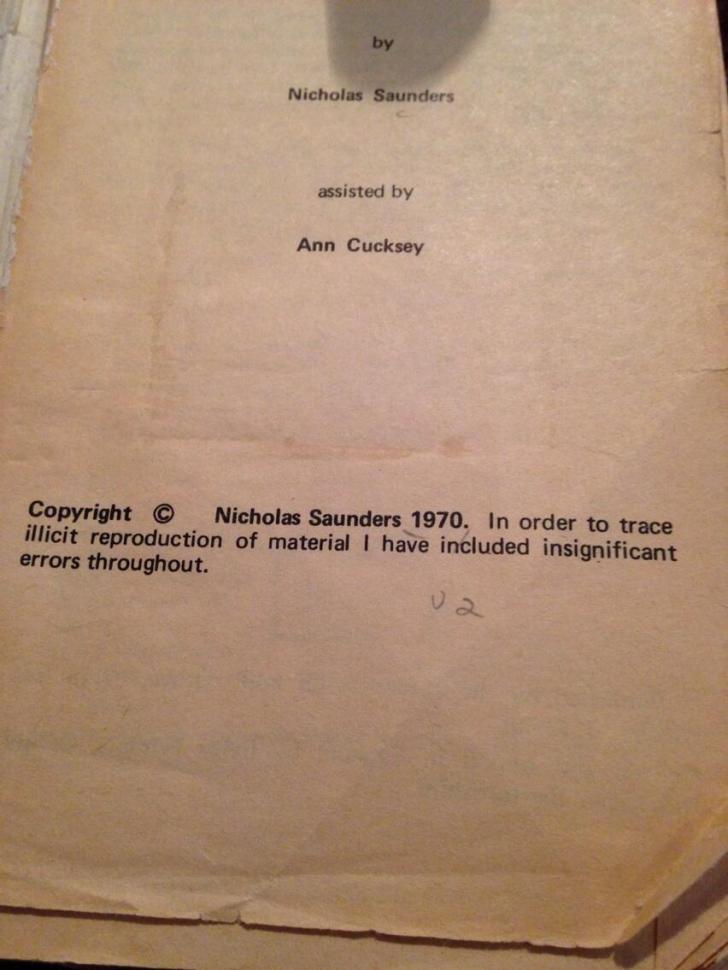 by
Nicholas Saunders
assisted by
Ann Cucksey
Copyright © Nicholas Saunders 1970. In order to trace
illicit reproduction of material I have included insignificant
errors throughout.